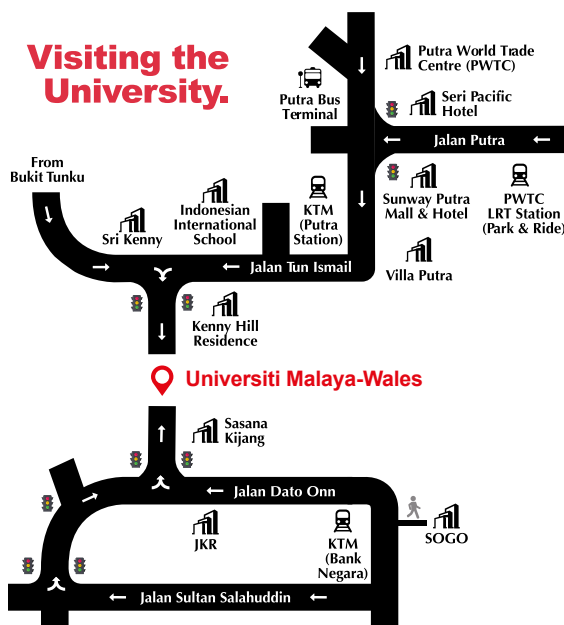 Visiting the
University.
Putra World Trade
Centre (PWTC)
Putra Bus
Terminal
Seri Pacific
Hotel
Jalan Putra
From
Bukit Tunku
Sri Kenny
Indonesian
International
School
KTM
(Putra
Station)
Sunway Putra
Mall & Hotel
PWTC
LRT Station
(Park & Ride)
Jalan Tun Ismail
Villa Putra
Kenny Hill
Residence
Universiti Malaya-Wales
Sasana
Kijang
Jalan Dato Onn
JKR
KTM
(Bank
Negara)
SOGO
Jalan Sultan Salahuddin